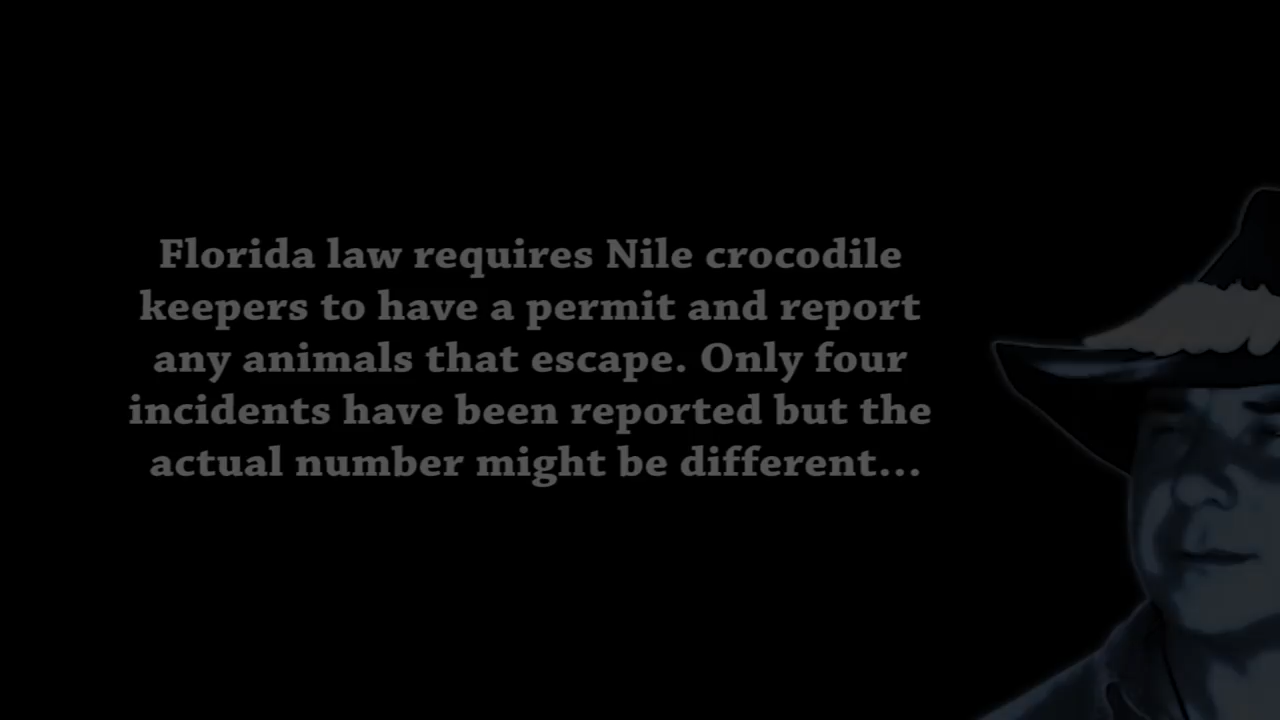 Florida law requires Nile crocodile
keepers to have a permit and report
any animals that escape. Only four
incidents have been reported but the
actual number might be different...